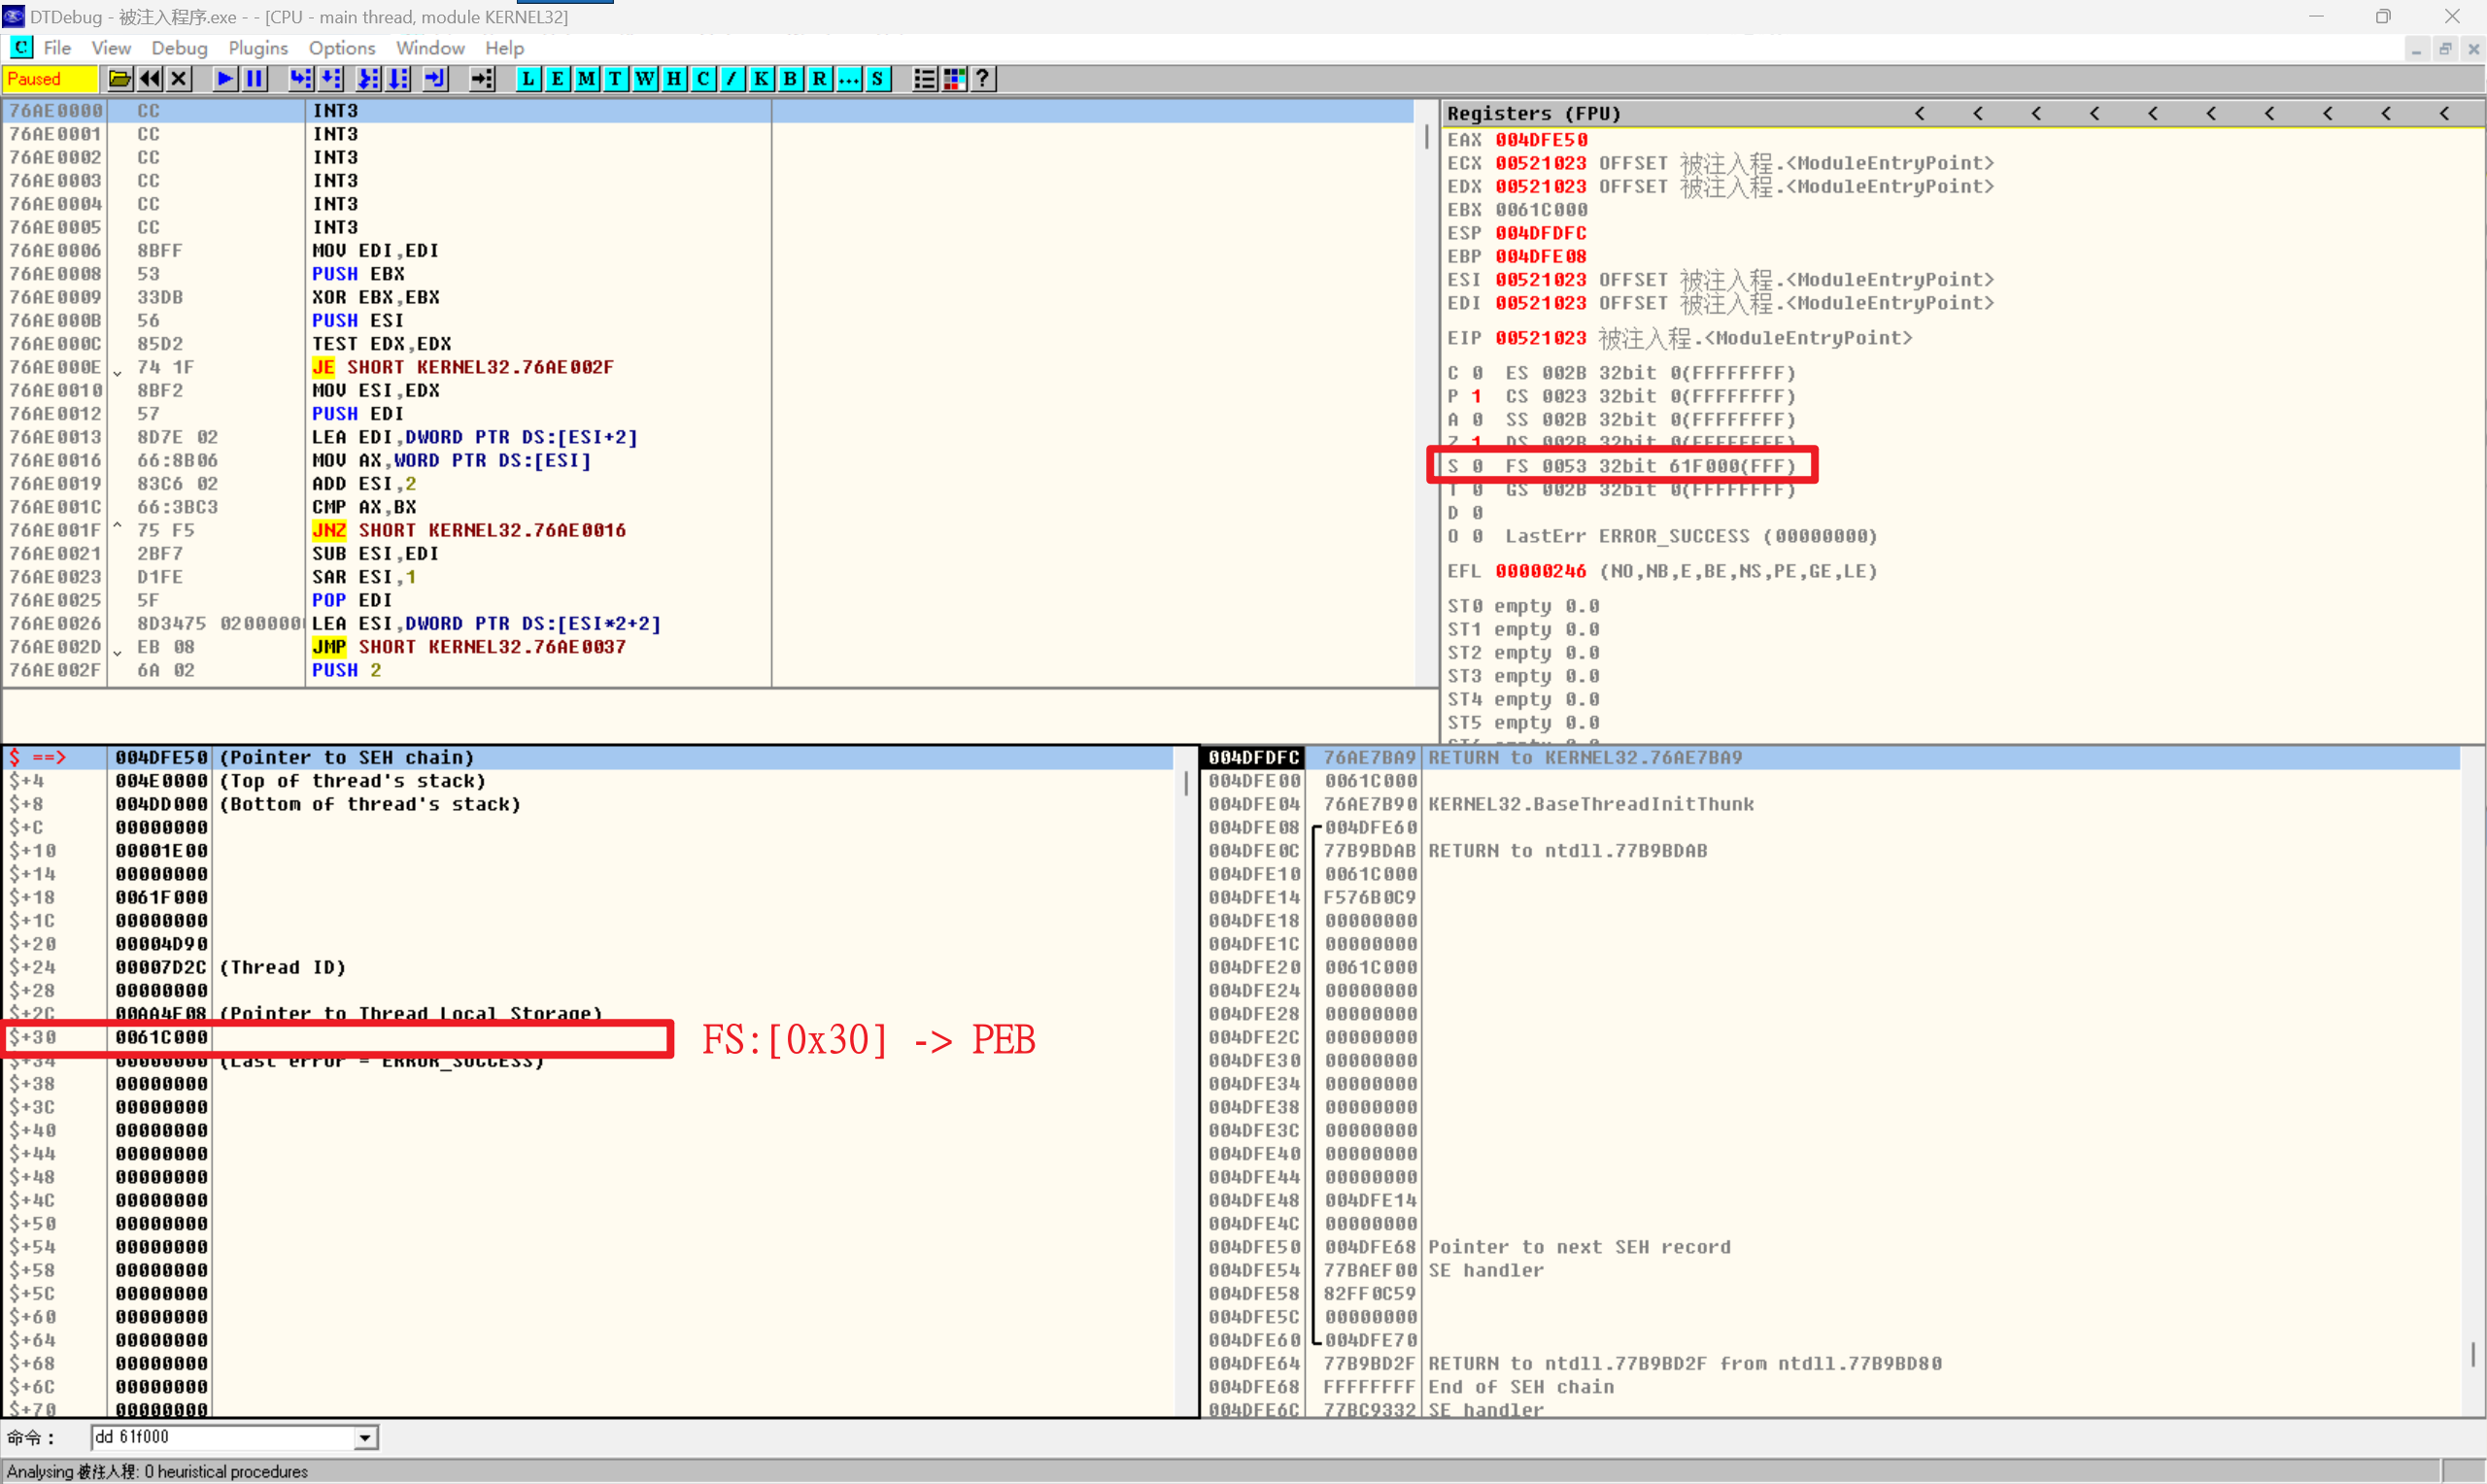 DTDebug - 被注入程序.exe - - [CPU - main thread, module KERNEL32]
C File View Debug Plugins Options Window Help
Paused L E M T W H C / K B R ... S ?
76AE0000 CC INT3
76AE0001 CC INT3
76AE0002 CC INT3
76AE0003 CC INT3
76AE0004 CC INT3
76AE0005 CC INT3
76AE0006 8BFF MOV EDI,EDI
76AE0008 53 PUSH EBX
76AE0009 33DB XOR EBX,EBX
76AE000B 56 PUSH ESI
76AE000C 85D2 TEST EDX,EDX
76AE000E 74 1F JE SHORT KERNEL32.76AE002F
76AE0010 8BF2 MOV ESI,EDX
76AE0012 57 PUSH EDI
76AE0013 8D7E 02 LEA EDI,DWORD PTR DS:[ESI+2]
76AE0016 66:8B06 MOV AX,WORD PTR DS:[ESI]
76AE0019 83C6 02 ADD ESI,2
76AE001C 66:3BC3 CMP AX,BX
76AE001F ^ 75 F5 JNZ SHORT KERNEL32.76AE0016
76AE0021 2BF7 SUB ESI,EDI
76AE0023 D1FE SAR ESI,1
76AE0025 5F POP EDI
76AE0026 8D3475 0200000 LEA ESI,DWORD PTR DS:[ESI*2+2]
76AE002D EB 08 JMP SHORT KERNEL32.76AE0037
76AE002F 6A 02 PUSH 2
Registers (FPU) < < < < < < < < < <
EAX 004DFE50
ECX 00521023 OFFSET 被注入程.<ModuleEntryPoint>
EDX 00521023 OFFSET 被注入程.<ModuleEntryPoint>
EBX 0061C000
ESP 004DFDFC
EBP 004DFE08
ESI 00521023 OFFSET 被注入程.<ModuleEntryPoint>
EDI 00521023 OFFSET 被注入程.<ModuleEntryPoint>
EIP 00521023 被注入程.<ModuleEntryPoint>
C 0 ES 002B 32bit 0(FFFFFFFF)
P 1 CS 0023 32bit 0(FFFFFFFF)
A 0 SS 002B 32bit 0(FFFFFFFF)
Z 1 DS 002B 32bit 0(FFFFFFFF)
S 0 FS 0053 32bit 61F000(FFF)
T 0 GS 002B 32bit 0(FFFFFFFF)
D 0
O 0 LastErr ERROR_SUCCESS (00000000)
EFL 00000246 (NO,NB,E,BE,NS,PE,GE,LE)
ST0 empty 0.0
ST1 empty 0.0
ST2 empty 0.0
ST3 empty 0.0
ST4 empty 0.0
ST5 empty 0.0
$ ==> 004DFE50 (Pointer to SEH chain)
$+4 004E0000 (Top of thread's stack)
$+8 004DD000 (Bottom of thread's stack)
$+C 00000000
$+10 00001E00
$+14 00000000
$+18 0061F000
$+1C 00000000
$+20 00004D90
$+24 00007D2C (Thread ID)
$+28 00000000
$+2C 00AA4F08 (Pointer to Thread Local Storage)
$+30 0061C000
FS:[0x30] -> PEB
$+34 00000000 (Last error = ERROR_SUCCESS)
$+38 00000000
$+3C 00000000
$+40 00000000
$+44 00000000
$+48 00000000
$+4C 00000000
$+50 00000000
$+54 00000000
$+58 00000000
$+5C 00000000
$+60 00000000
$+64 00000000
$+68 00000000
$+6C 00000000
$+70 00000000
004DFDFC 76AE7BA9 RETURN to KERNEL32.76AE7BA9
004DFE00 0061C000
004DFE04 76AE7B90 KERNEL32.BaseThreadInitThunk
004DFE08 004DFE60
004DFE0C 77B9BDAB RETURN to ntdll.77B9BDAB
004DFE10 0061C000
004DFE14 F576B0C9
004DFE18 00000000
004DFE1C 00000000
004DFE20 0061C000
004DFE24 00000000
004DFE28 00000000
004DFE2C 00000000
004DFE30 00000000
004DFE34 00000000
004DFE38 00000000
004DFE3C 00000000
004DFE40 00000000
004DFE44 00000000
004DFE48 004DFE14
004DFE4C 00000000
004DFE50 004DFE68 Pointer to next SEH record
004DFE54 77BAEF00 SE handler
004DFE58 82FF0C59
004DFE5C 00000000
004DFE60 004DFE70
004DFE64 77B9BD2F RETURN to ntdll.77B9BD2F from ntdll.77B9BD80
004DFE68 FFFFFFFF End of SEH chain
004DFE6C 77BC9332 SE handler
命令： dd 61f000
Analysing 被注入程: 0 heuristical procedures